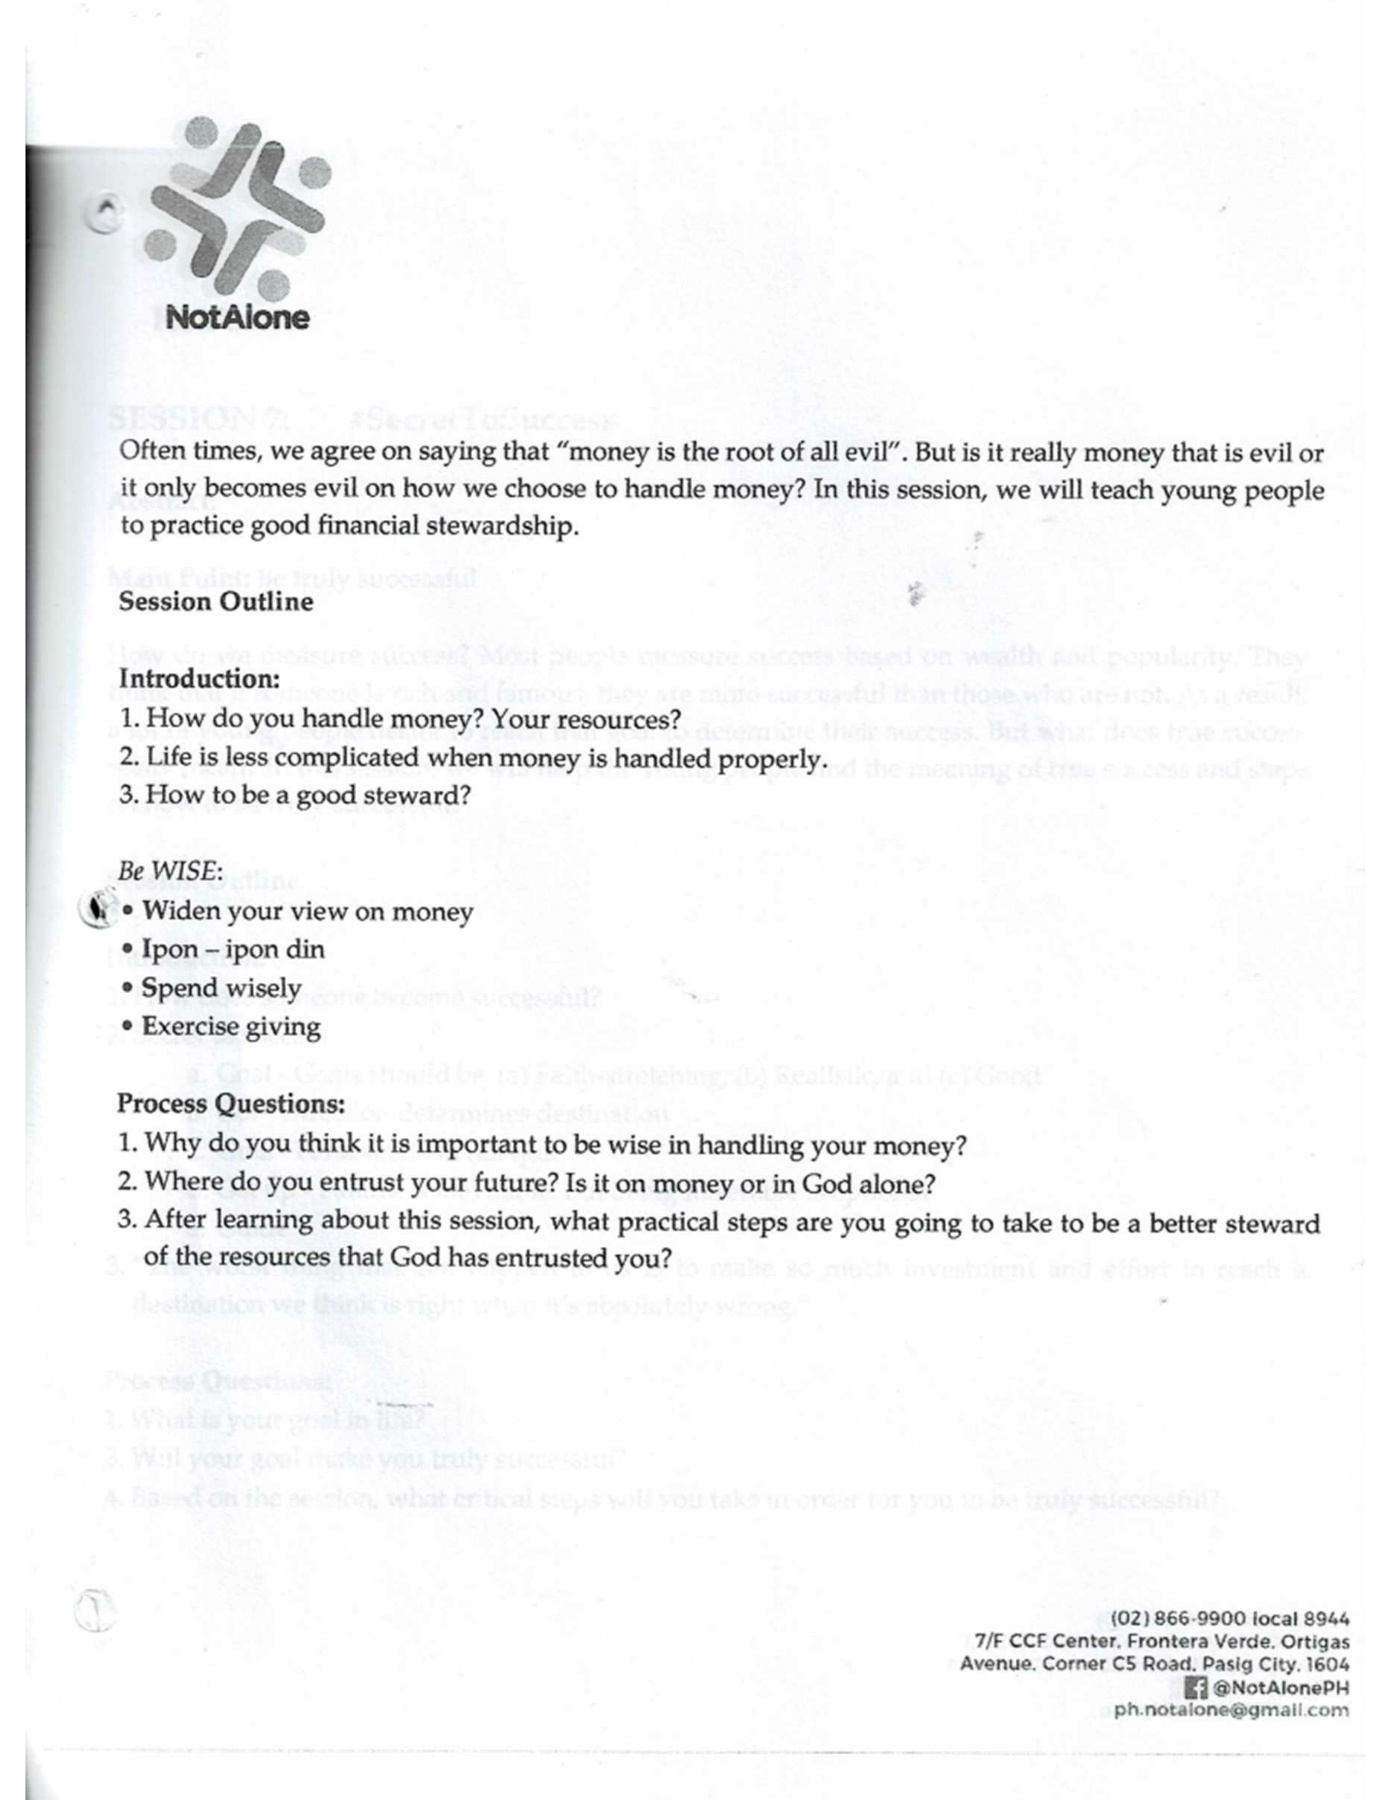 NotAlone
Often times, we agree on saying that “money is the root of all evil”. But is it really money that is evil or
it only becomes evil on how we choose to handle money? In this session, we will teach young people
to practice good financial stewardship.
Session Outline
Introduction:
1. How do you handle money? Your resources?
2. Life is less complicated when money is handled properly.
3. How to be a good steward?
Be WISE:
• Widen your view on money
• Ipon – ipon din
• Spend wisely
• Exercise giving
Process Questions:
1. Why do you think it is important to be wise in handling your money?
2. Where do you entrust your future? Is it on money or in God alone?
3. After learning about this session, what practical steps are you going to take to be a better steward
of the resources that God has entrusted you?
(02) 866-9900 local 8944
7/F CCF Center, Frontera Verde, Ortigas
Avenue, Corner C5 Road, Pasig City, 1604
@NotAlonePH
ph.notalone@gmail.com